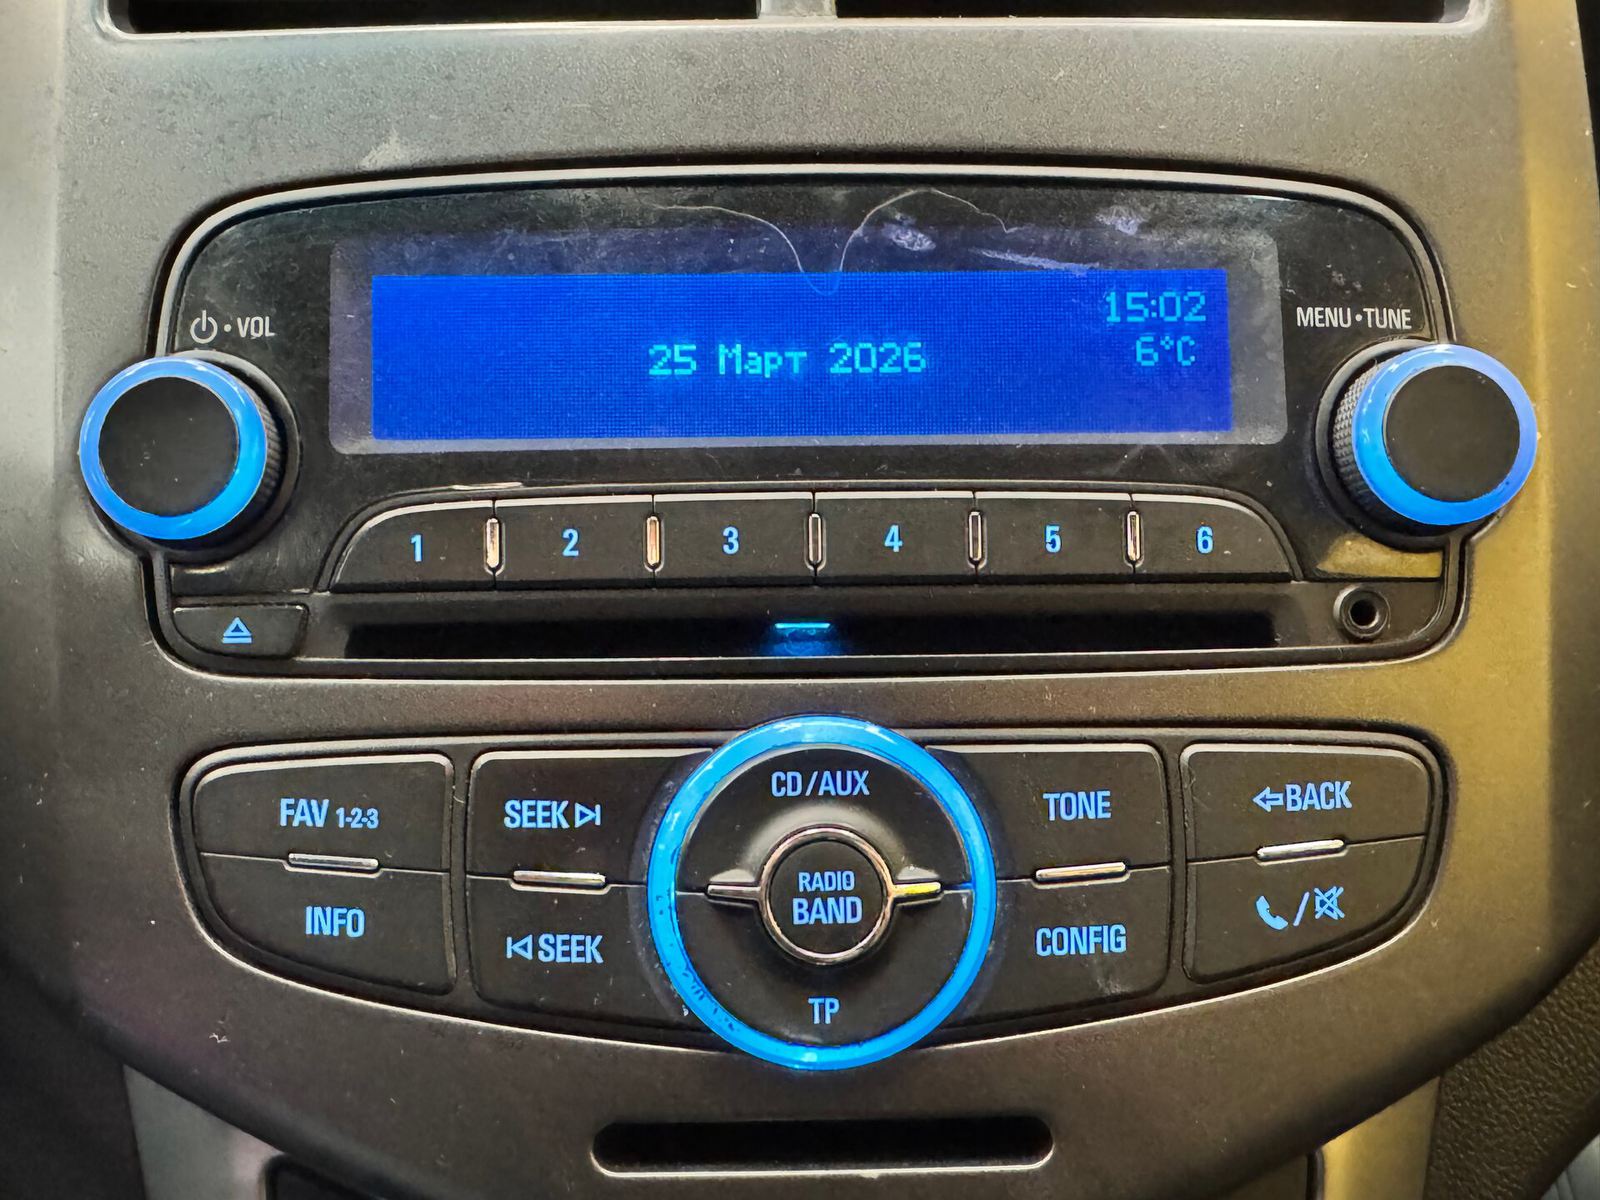 15:02
25 Март 2026
6°C
VOL
MENU•TUNE
1
2
3
4
5
6
FAV 1-2-3
SEEK
CD/AUX
TONE
BACK
RADIO
BAND
INFO
SEEK
CONFIG
/
TP